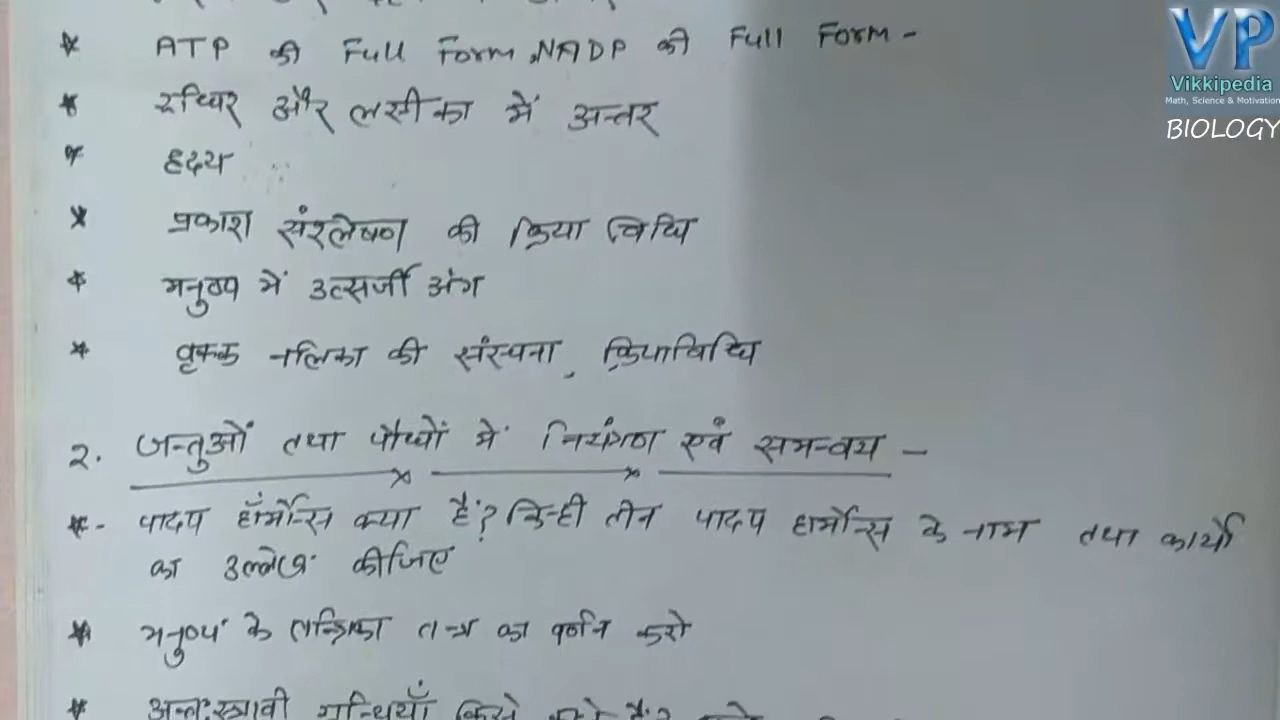 * ATP की Full Form, NADP की Full Form -
* रुधिर और लसीका में अन्तर
* हृदय
* प्रकाश संश्लेषण की क्रिया विधि
* मनुष्य में उत्सर्जी अंग
* वृक्क नलिका की संरचना, क्रियाविधि
2. जन्तुओं तथा पौधों में नियंत्रण एवं समन्वय -
*- पादप हॉर्मोन्स क्या हैं? किन्ही तीन पादप हार्मोन्स के नाम तथा कार्यो
का उल्लेख कीजिए
* मनुष्य के तन्त्रिका तन्त्र का वर्णन करो
* अन्तःस्त्रावी ग्रन्थियाँ किसे
VP
Vikkipedia
Math, Science & Motivation
BIOLOGY